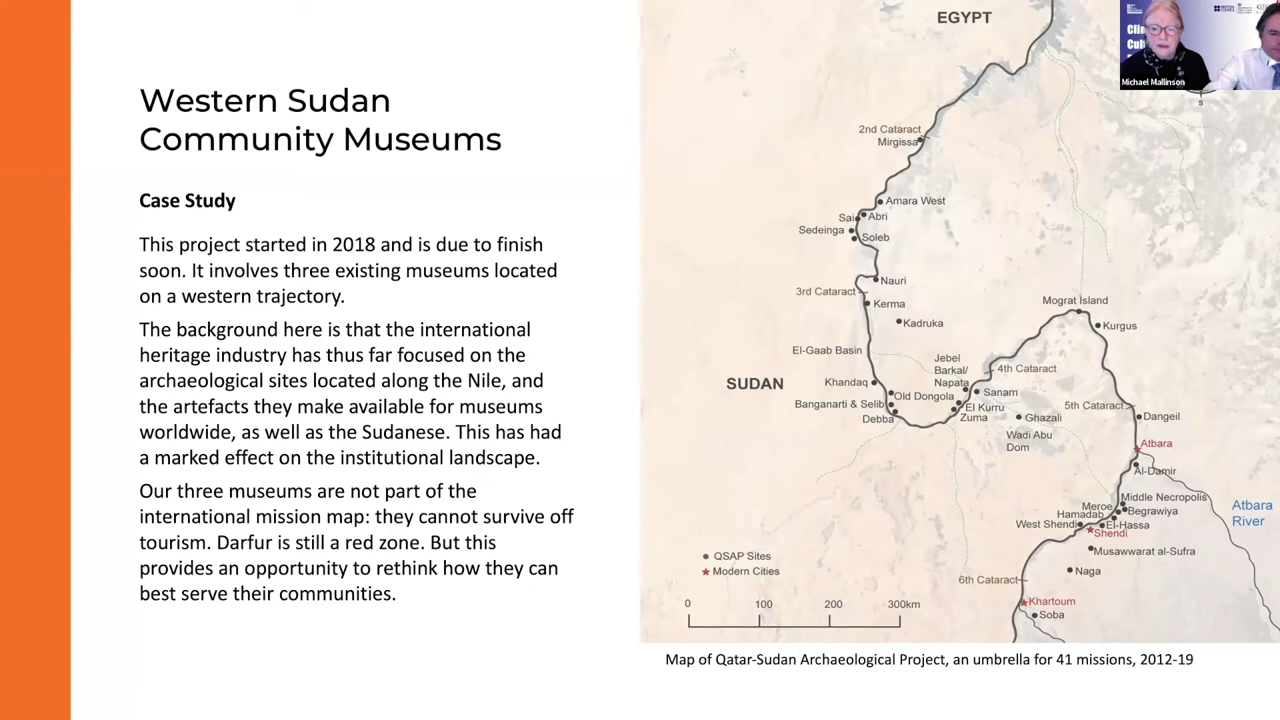 Western Sudan
Community Museums
Case Study
This project started in 2018 and is due to finish
soon. It involves three existing museums located
on a western trajectory.
The background here is that the international
heritage industry has thus far focused on the
archaeological sites located along the Nile, and
the artefacts they make available for museums
worldwide, as well as the Sudanese. This has had
a marked effect on the institutional landscape.
Our three museums are not part of the
international mission map: they cannot survive off
tourism. Darfur is still a red zone. But this
provides an opportunity to rethink how they can
best serve their communities.
EGYPT
Michael Mallinson
S
2nd Cataract
Mirgissa
Amara West
Sai
Abri
Sedeinga
Soleb
Nauri
3rd Cataract
Kerma
Mograt Island
Kadruka
Kurgus
El-Gaab Basin
Jebel
Barkal/
Napata
4th Cataract
SUDAN
Khandaq
Sanam
Old Dongola
Banganarti & Selib
El Kurru
5th Cataract
Debba
Zuma
Ghazali
Dangeil
Wadi Abu
Dom
Atbara
Al-Damir
Middle Necropolis
Meroe
Begrawiya
Atbara
River
Hamadab
West Shendi
El-Hassa
Shendi
Musawwarat al-Sufra
QSAP Sites
Modern Cities
Naga
6th Cataract
Khartoum
Soba
0 100 200 300km
Map of Qatar-Sudan Archaeological Project, an umbrella for 41 missions, 2012-19